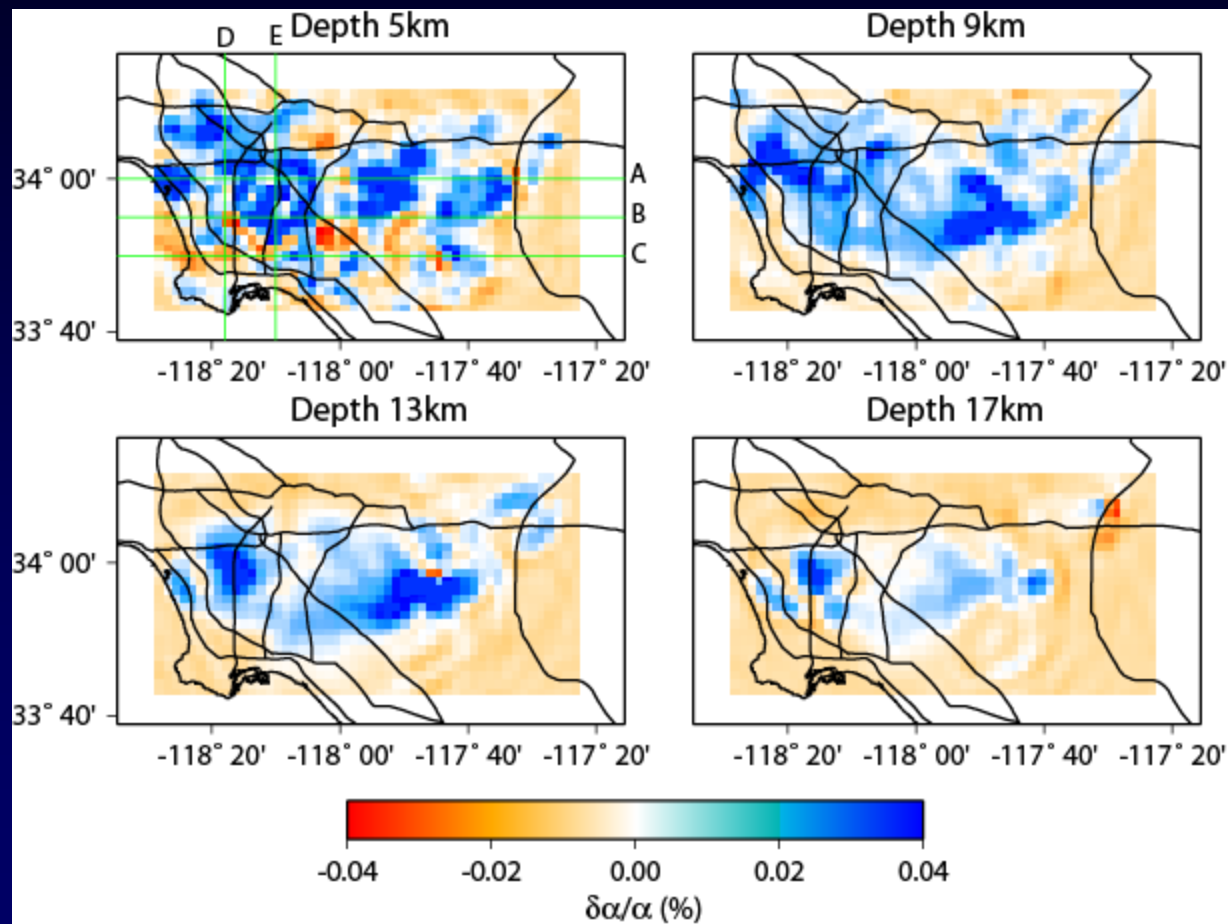 D E Depth 5km
Depth 9km
34° 00'
A
B
C
33° 40'
-118° 20' -118° 00' -117° 40' -117° 20'
-118° 20' -118° 00' -117° 40' -117° 20'
Depth 13km
Depth 17km
34° 00'
33° 40'
-118° 20' -118° 00' -117° 40' -117° 20'
-118° 20' -118° 00' -117° 40' -117° 20'
-0.04 -0.02 0.00 0.02 0.04
δα/α (%)